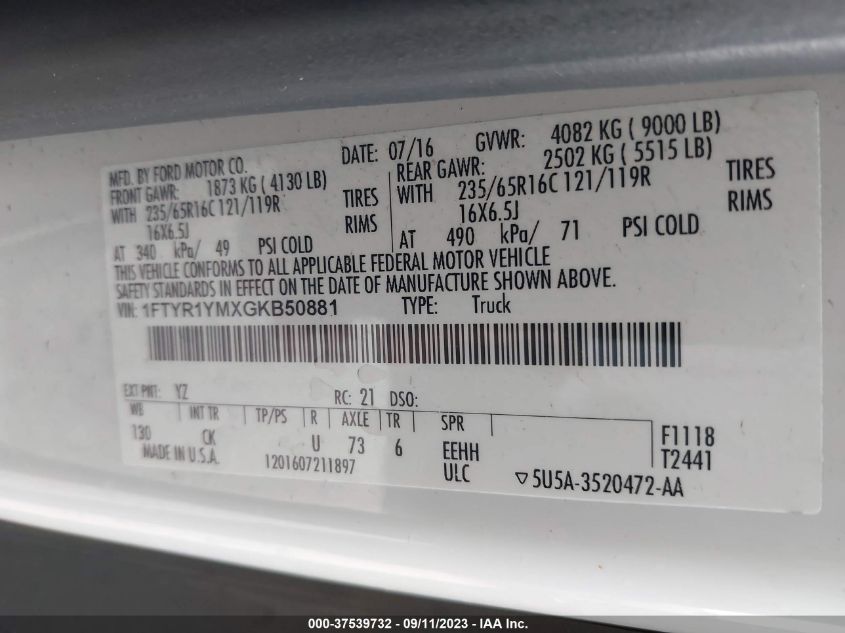 MFD. BY FORD MOTOR CO.
DATE: 07/16 GVWR: 4082 KG ( 9000 LB)
FRONT GAWR: 1873 KG ( 4130 LB)
REAR GAWR: 2502 KG ( 5515 LB)
WITH 235/65R16C 121/119R TIRES
WITH 235/65R16C 121/119R TIRES
16X6.5J RIMS
16X6.5J RIMS
AT 340 kPa/ 49 PSI COLD
AT 490 kPa/ 71 PSI COLD
THIS VEHICLE CONFORMS TO ALL APPLICABLE FEDERAL MOTOR VEHICLE
SAFETY STANDARDS IN EFFECT ON THE DATE OF MANUFACTURE SHOWN ABOVE.
VIN: 1FTYR1YMXGKB50881 TYPE: Truck
EXT PNT: YZ RC: 21 DSO:
WB INT TR TP/PS R AXLE TR SPR
130 CK U 73 6 EEHH
F1118
MADE IN U.S.A. 1201607211897 ULC
T2441
▽5U5A-3520472-AA
000-37539732 - 09/11/2023 - IAA Inc.